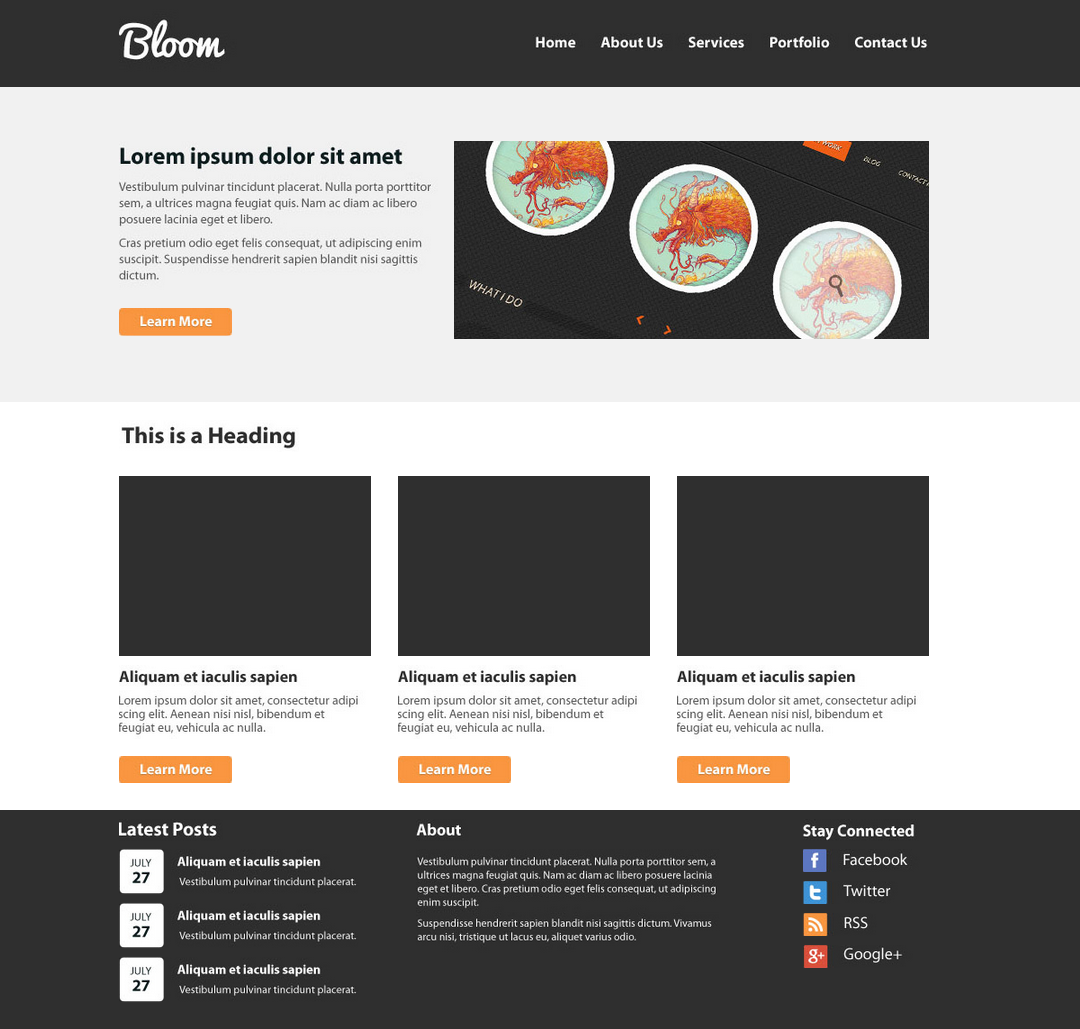 Bloom
Home About Us Services Portfolio Contact Us
Lorem ipsum dolor sit amet
Vestibulum pulvinar tincidunt placerat. Nulla porta porttitor
sem, a ultrices magna feugiat quis. Nam ac diam ac libero
posuere lacinia eget et libero.
Cras pretium odio eget felis consequat, ut adipiscing enim
suscipit. Suspendisse hendrerit sapien blandit nisi sagittis
dictum.
Learn More
BLOG
CONTACT
WHAT I DO
This is a Heading
Aliquam et iaculis sapien
Lorem ipsum dolor sit amet, consectetur adipi
scing elit. Aenean nisi nisl, bibendum et
feugiat eu, vehicula ac nulla.
Learn More
Aliquam et iaculis sapien
Lorem ipsum dolor sit amet, consectetur adipi
scing elit. Aenean nisi nisl, bibendum et
feugiat eu, vehicula ac nulla.
Learn More
Aliquam et iaculis sapien
Lorem ipsum dolor sit amet, consectetur adipi
scing elit. Aenean nisi nisl, bibendum et
feugiat eu, vehicula ac nulla.
Learn More
Latest Posts
JULY
27
Aliquam et iaculis sapien
Vestibulum pulvinar tincidunt placerat.
JULY
27
Aliquam et iaculis sapien
Vestibulum pulvinar tincidunt placerat.
JULY
27
Aliquam et iaculis sapien
Vestibulum pulvinar tincidunt placerat.
About
Vestibulum pulvinar tincidunt placerat. Nulla porta porttitor sem, a
ultrices magna feugiat quis. Nam ac diam ac libero posuere lacinia
eget et libero. Cras pretium odio eget felis consequat, ut adipiscing
enim suscipit.
Suspendisse hendrerit sapien blandit nisi sagittis dictum. Vivamus
arcu nisi, tristique ut lacus eu, aliquet varius odio.
Stay Connected
f Facebook
t Twitter
RSS
g+ Google+